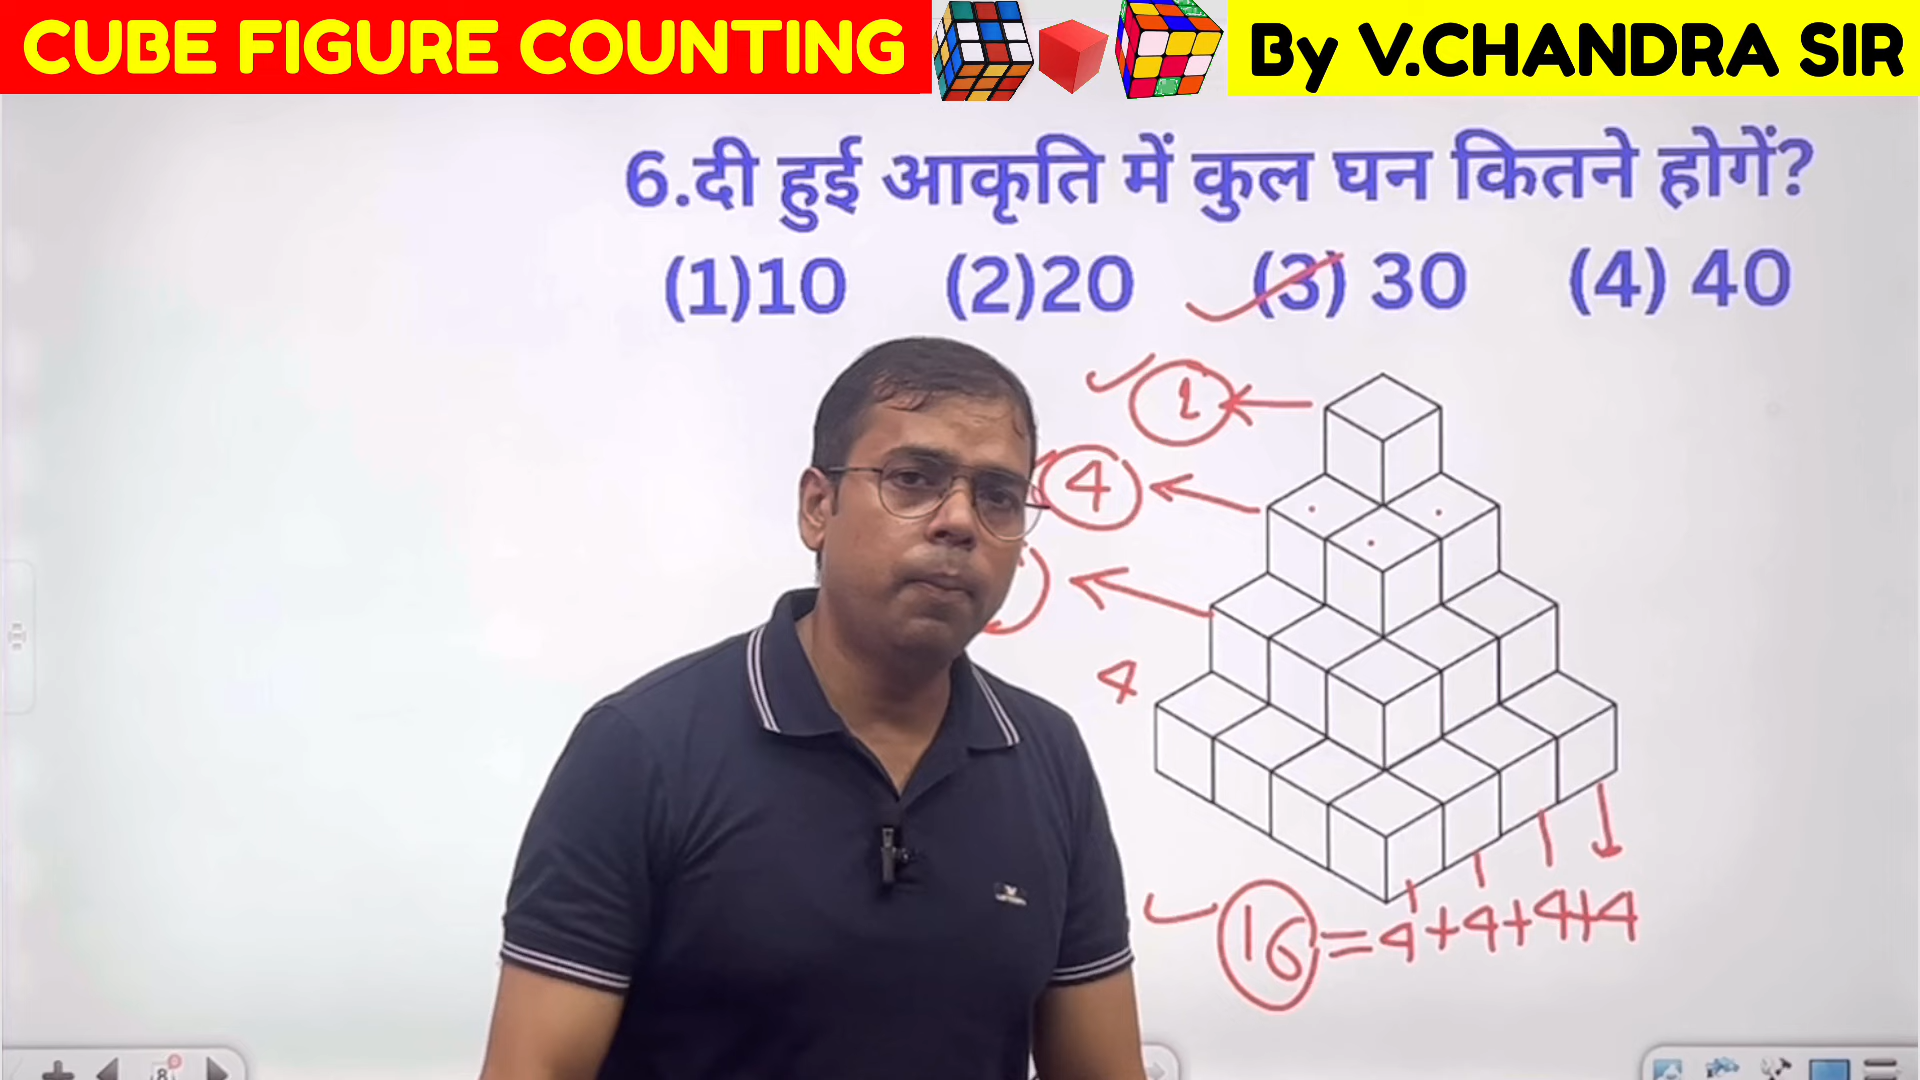 CUBE FIGURE COUNTING
By V.CHANDRA SIR
6.दी हुई आकृति में कुल घन कितने होगें?
(1)10 (2)20 (3) 30 (4) 40
1
4
4
16=4+4+4+4
8